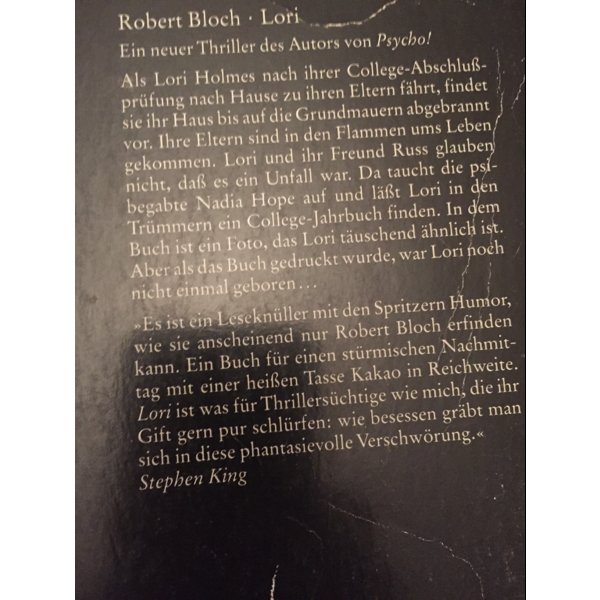 Robert Bloch · Lori
Ein neuer Thriller des Autors von Psycho!
Als Lori Holmes nach ihrer College-Abschluß-
prüfung nach Hause zu ihren Eltern fährt, findet
sie ihr Haus bis auf die Grundmauern abgebrannt
vor. Ihre Eltern sind in den Flammen ums Leben
gekommen. Lori und ihr Freund Russ glauben
nicht, daß es ein Unfall war. Da taucht die psi-
begabte Nadia Hope auf und läßt Lori in den
Trümmern ein College-Jahrbuch finden. In dem
Buch ist ein Foto, das Lori täuschend ähnlich ist.
Aber als das Buch gedruckt wurde, war Lori noch
nicht einmal geboren ...
»Es ist ein Leseknüller mit den Spritzern Humor,
wie sie anscheinend nur Robert Bloch erfinden
kann. Ein Buch für einen stürmischen Nachmit-
tag mit einer heißen Tasse Kakao in Reichweite.
Lori ist was für Thrillersüchtige wie mich, die ihr
Gift gern pur schlürfen: wie besessen gräbt man
sich in diese phantasievolle Verschwörung.«
Stephen King